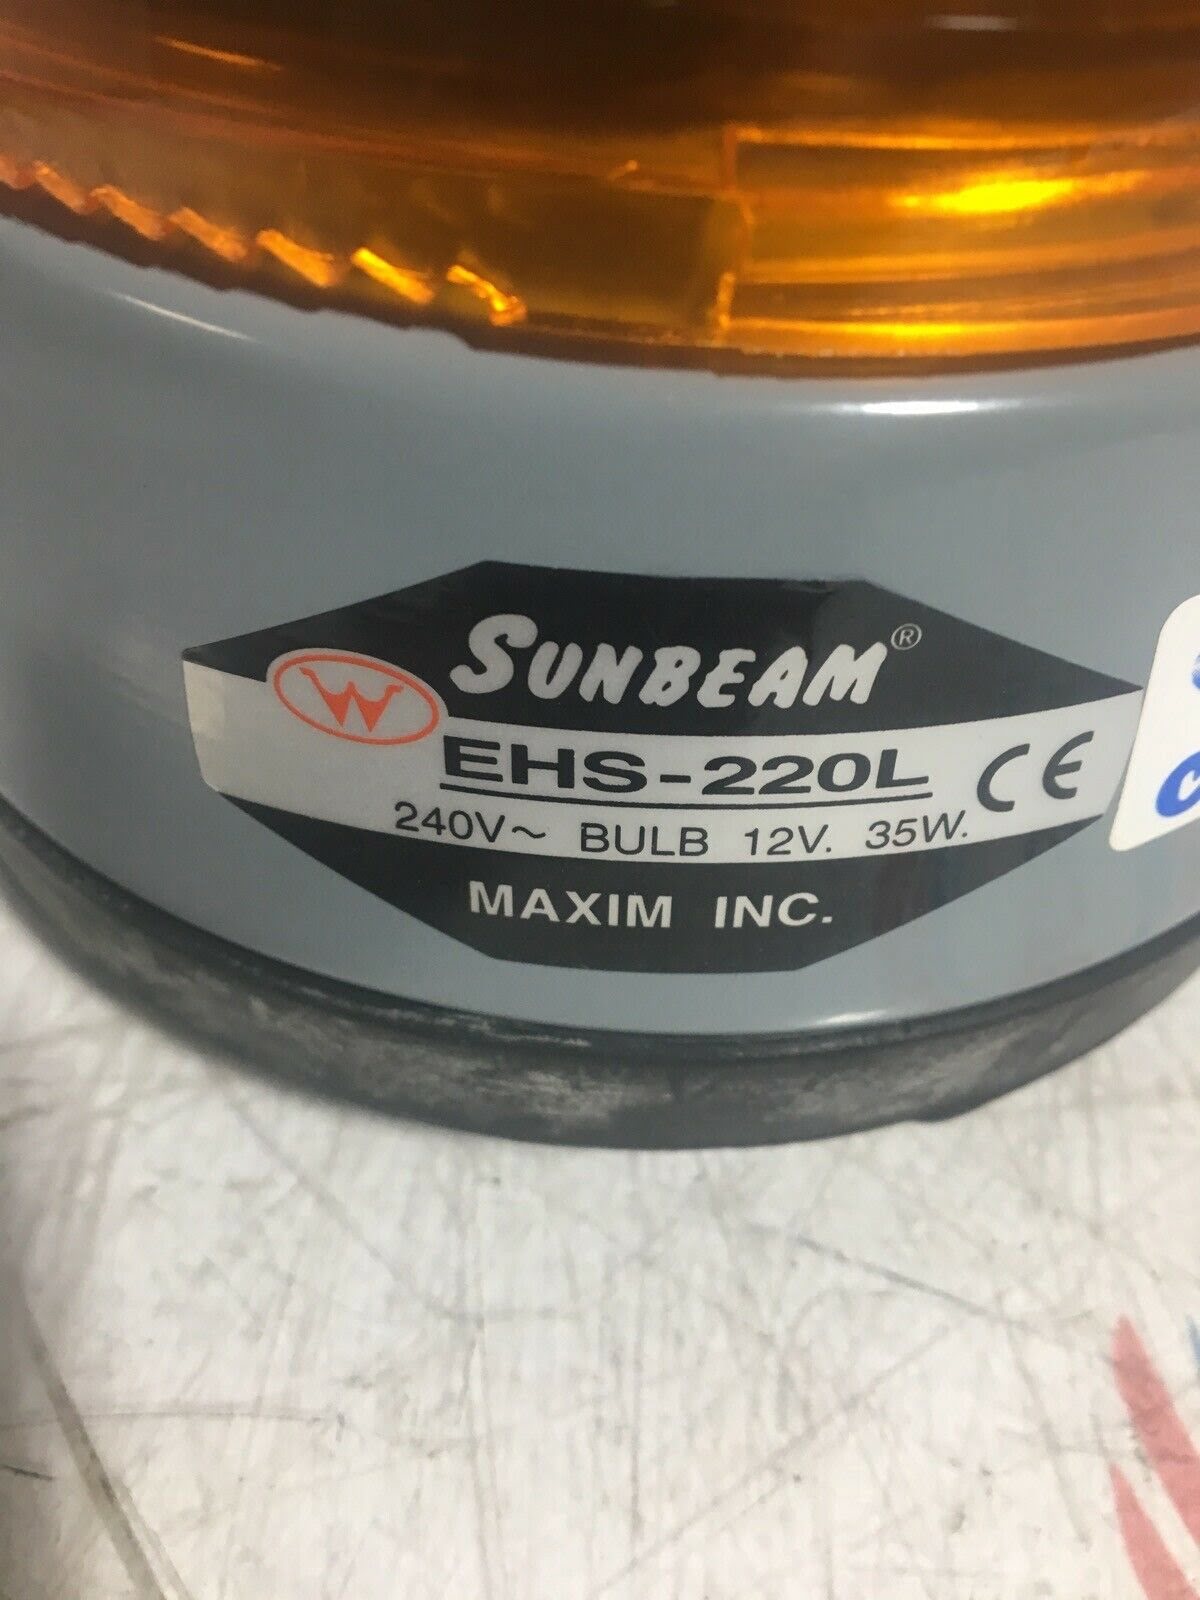 SUNBEAM®
W
EHS-220L CE
240V~ BULB 12V. 35W.
MAXIM INC.